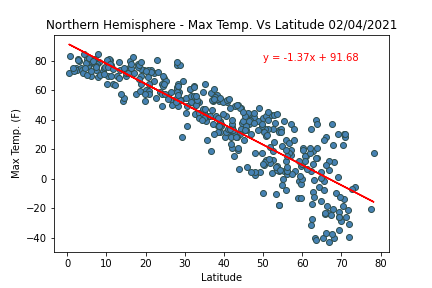 Northern Hemisphere - Max Temp. Vs Latitude 02/04/2021
y = -1.37x + 91.68
Max Temp. (F)
80
60
40
20
0
−20
−40
0 10 20 30 40 50 60 70 80
Latitude